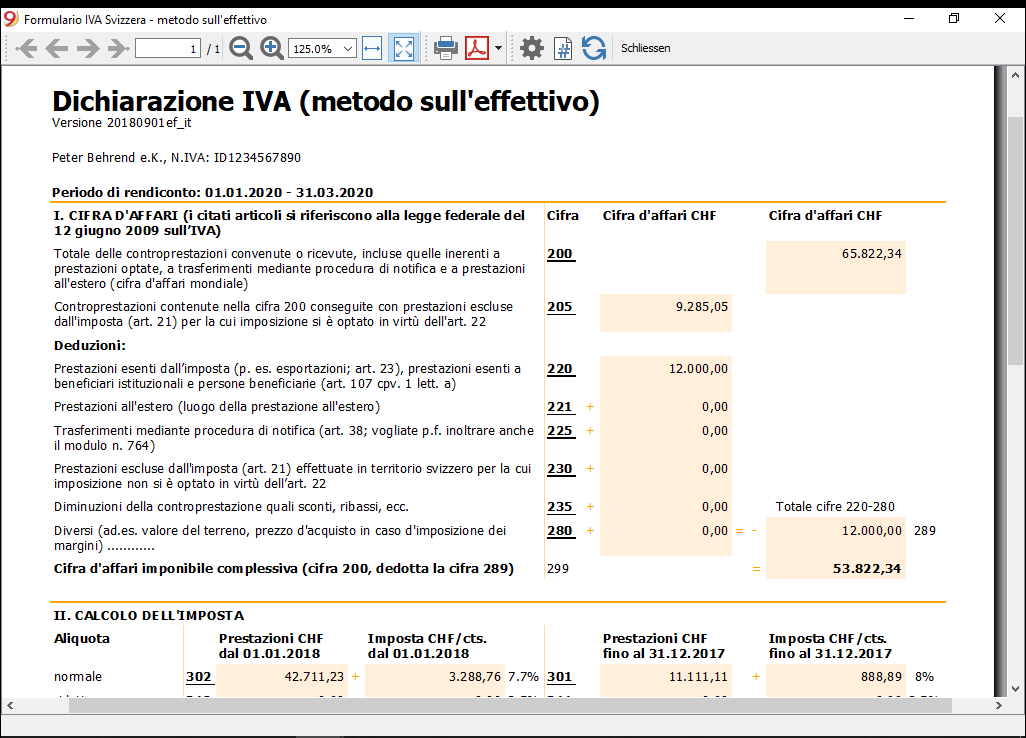 Formulario IVA Svizzera - metodo sull'effettivo
1 / 1 125.0% Schliessen
Dichiarazione IVA (metodo sull'effettivo)
Versione 20180901ef_it
Peter Behrend e.K., N.IVA: ID1234567890
Periodo di rendiconto: 01.01.2020 - 31.03.2020
I. CIFRA D'AFFARI (i citati articoli si riferiscono alla legge federale del Cifra Cifra d'affari CHF Cifra d'affari CHF
12 giugno 2009 sull’IVA)
Totale delle controprestazioni convenute o ricevute, incluse quelle inerenti a 200 65.822,34
prestazioni optate, a trasferimenti mediante procedura di notifica e a prestazioni
all'estero (cifra d'affari mondiale)
Controprestazioni contenute nella cifra 200 conseguite con prestazioni escluse 205 9.285,05
dall'imposta (art. 21) per la cui imposizione si è optato in virtù dell'art. 22
Deduzioni:
Prestazioni esenti dall’imposta (p. es. esportazioni; art. 23), prestazioni esenti a 220 12.000,00
beneficiari istituzionali e persone beneficiarie (art. 107 cpv. 1 lett. a)
Prestazioni all'estero (luogo della prestazione all'estero) 221 + 0,00
Trasferimenti mediante procedura di notifica (art. 38; vogliate p.f. inoltrare anche 225 + 0,00
il modulo n. 764)
Prestazioni escluse dall'imposta (art. 21) effettuate in territorio svizzero per la cui 230 + 0,00
imposizione non si è optato in virtù dell’art. 22
Diminuzioni della controprestazione quali sconti, ribassi, ecc. 235 + 0,00 Totale cifre 220-280
Diversi (ad.es. valore del terreno, prezzo d'acquisto in caso d'imposizione dei 280 + 0,00 = - 12.000,00 289
margini) ............
Cifra d'affari imponibile complessiva (cifra 200, dedotta la cifra 289) 299 = 53.822,34
II. CALCOLO DELL'IMPOSTA
Aliquota Prestazioni CHF Imposta CHF/cts. Prestazioni CHF Imposta CHF/cts.
dal 01.01.2018 dal 01.01.2018 fino al 31.12.2017 fino al 31.12.2017
normale 302 42.711,23 + 3.288,76 7.7% 301 11.111,11 + 888,89 8%